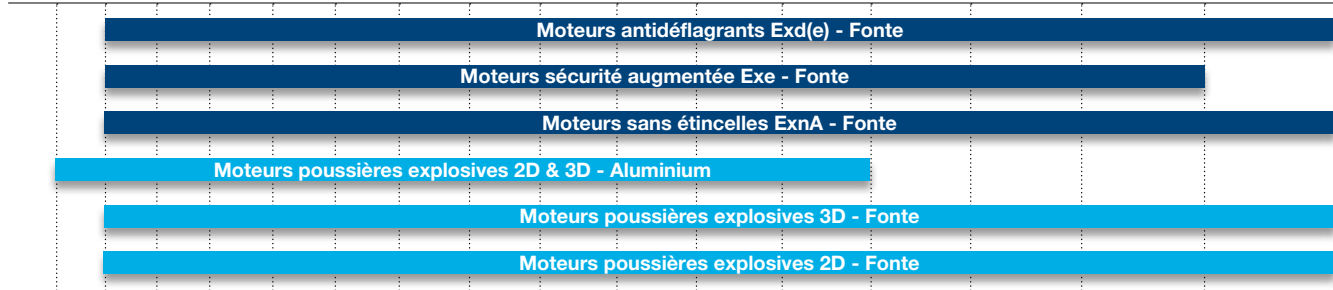 Moteurs antidéflagrants Exd(e) - Fonte
Moteurs sécurité augmentée Exe - Fonte
Moteurs sans étincelles ExnA - Fonte
Moteurs poussières explosives 2D & 3D - Aluminium
Moteurs poussières explosives 3D - Fonte
Moteurs poussières explosives 2D - Fonte